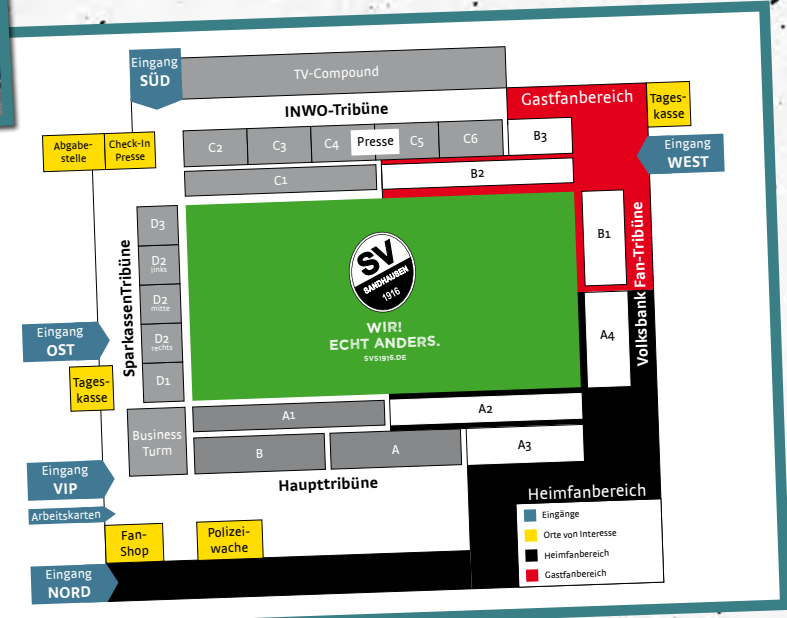 Eingang
SÜD
TV-Compound
Gastfanbereich
Tages-
kasse
INWO-Tribüne
Abgabe-
stelle
Check-In
Presse
C2
C3
C4
Presse
C5
C6
B3
Eingang
WEST
C1
B2
D3
D2
links
D2
mitte
D2
rechts
D1
SparkassenTribüne
SV
SANDHAUSEN
1916
WIR!
ECHT ANDERS.
SVS1916.DE
B1
A4
Volksbank Fan-Tribüne
Eingang
OST
Tages-
kasse
Business
Turm
A1
A2
B
A
A3
Haupttribüne
Eingang
VIP
Arbeitskarten
Fan-
Shop
Polizei-
wache
Eingang
NORD
Heimfanbereich
Eingänge
Orte von Interesse
Heimfanbereich
Gastfanbereich